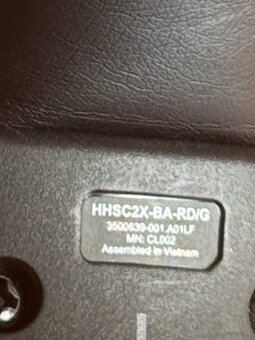 HHSC2X-BA-RD/G
3500639-001.A01LF
MN: CL002
Assembled in Vietnam